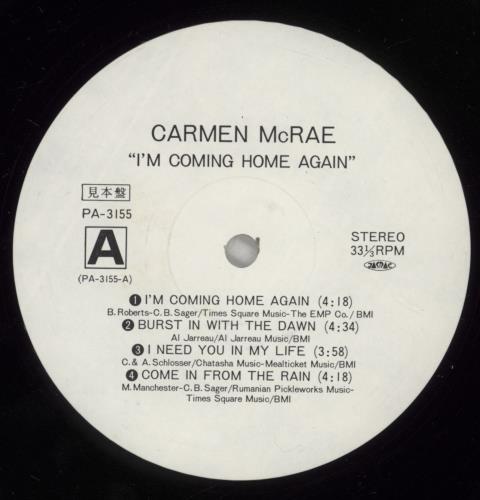 CARMEN McRAE
"I'M COMING HOME AGAIN"
見本盤
PA-3155
A
(PA-3155-A)
STEREO
33⅓RPM
JASRAC
❶ I'M COMING HOME AGAIN (4:18)
B. Roberts-C. B. Sager/Times Square Music-The EMP Co./BMI
❷ BURST IN WITH THE DAWN (4:34)
Al Jarreau/Al Jarreau Music/BMI
❸ I NEED YOU IN MY LIFE (3:58)
C. & A. Schlosser/Chatasha Music-Mealticket Music/BMI
❹ COME IN FROM THE RAIN (4:18)
M. Manchester-C. B. Sager/Rumanian Pickleworks Music-
Times Square Music/BMI